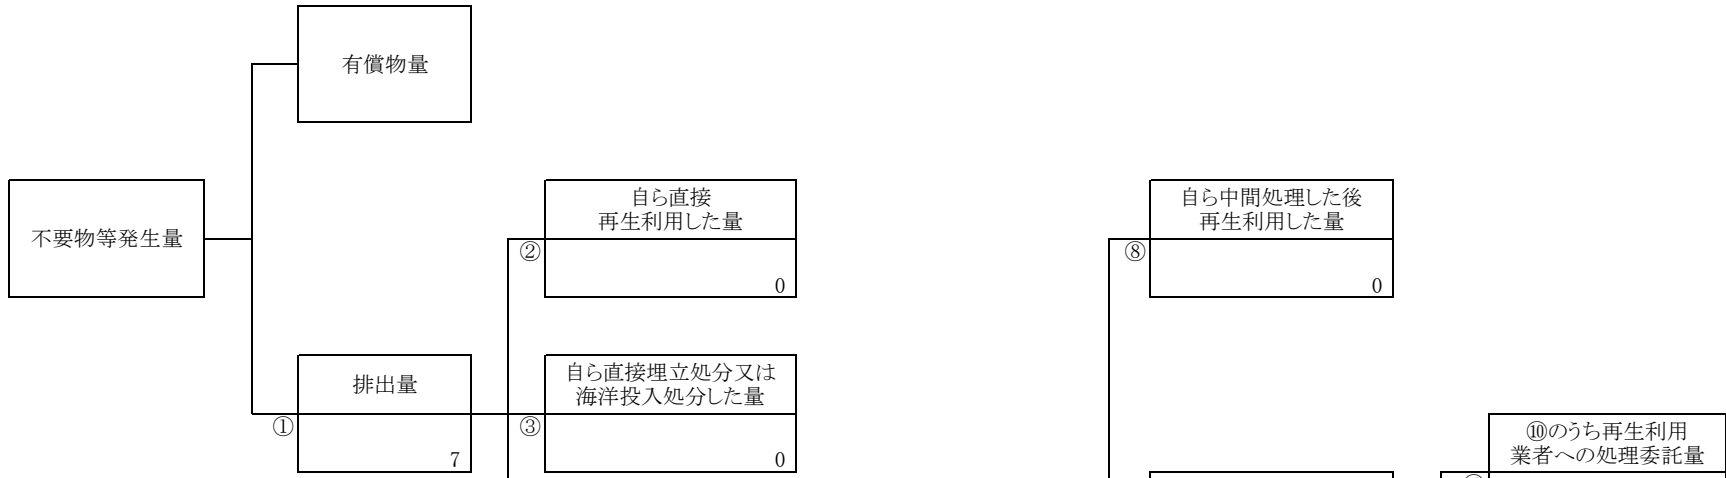 有償物量
不要物等発生量
自ら直接
再生利用した量
②
0
自ら中間処理した後
再生利用した量
⑧
0
排出量
①
7
自ら直接埋立処分又は
海洋投入処分した量
③
0
⑩のうち再生利用
業者への処理委託量